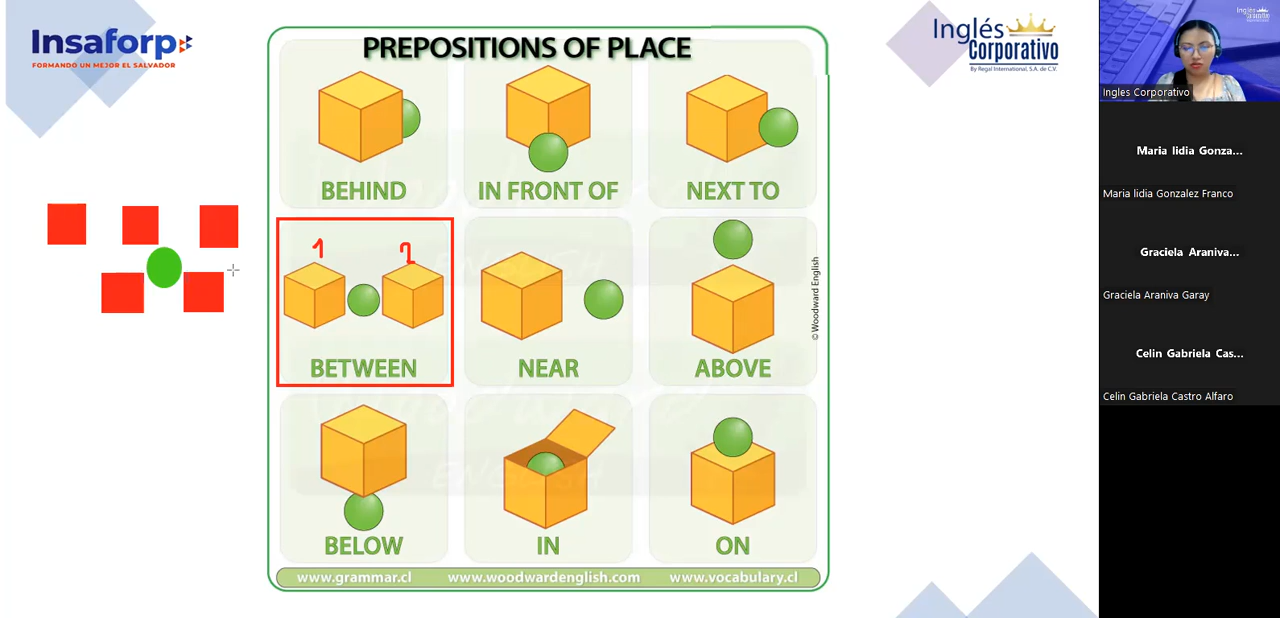 Insaforp
FORMANDO UN MEJOR EL SALVADOR
PREPOSITIONS OF PLACE
Inglés
Corporativo
By Regal International, S.A. de C.V.
BEHIND
IN FRONT OF
NEXT TO
1
2
BETWEEN
NEAR
ABOVE
© Woodward English
BELOW
IN
ON
www.grammar.cl
www.woodwardenglish.com
www.vocabulary.cl
Inglés
Corporativo
Ingles Corporativo
Maria lidia Gonza...
Maria lidia Gonzalez Franco
Graciela Araniva...
Graciela Araniva Garay
Celin Gabriela Cas...
Celin Gabriela Castro Alfaro